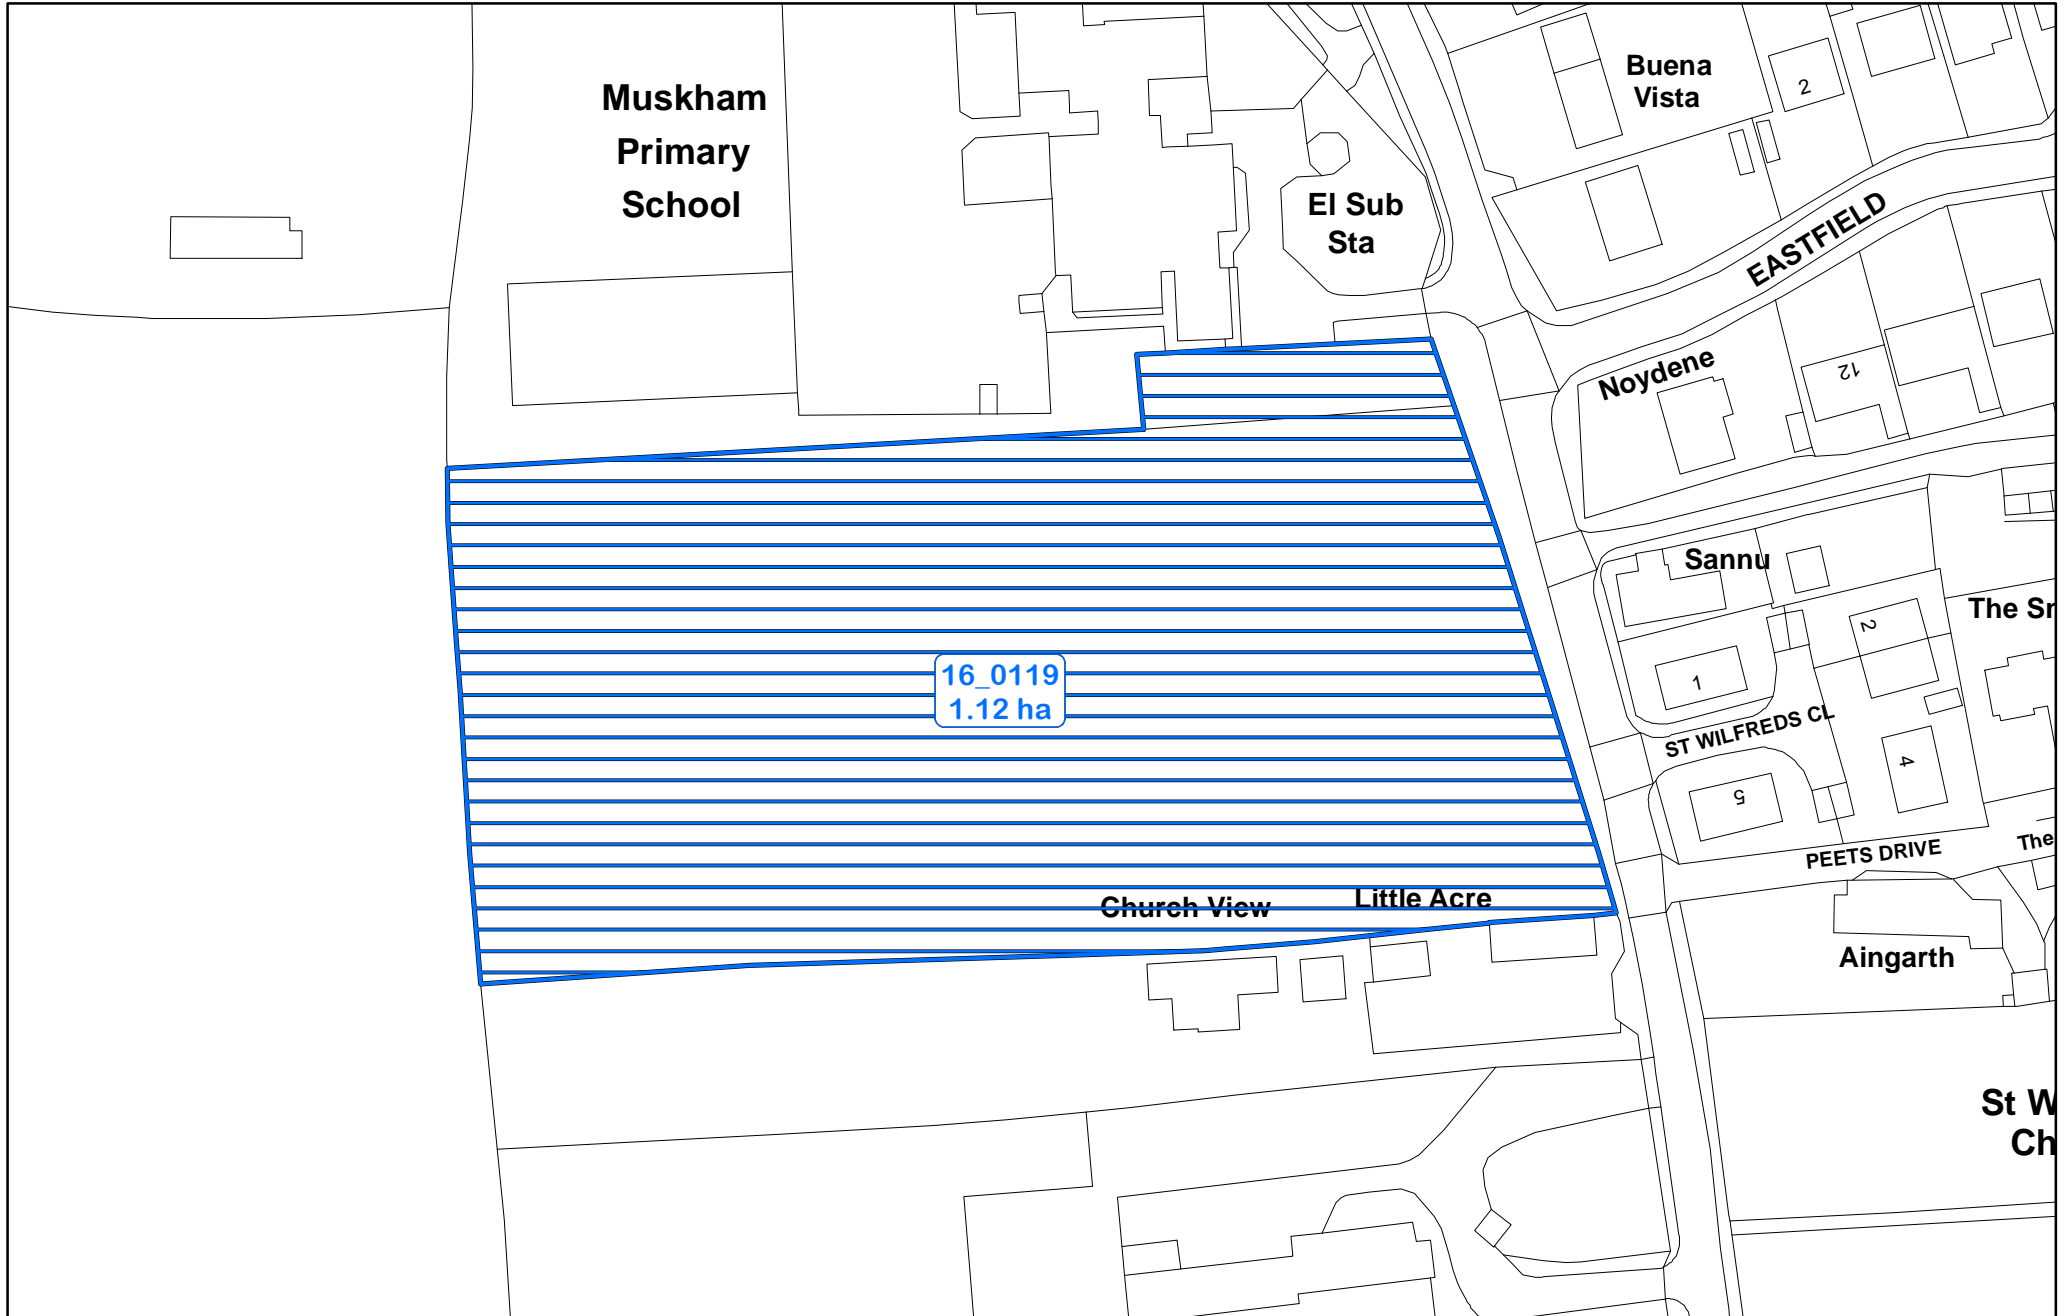 Muskham
Primary
School
Buena
Vista
2
El Sub
Sta
EASTFIELD
Noydene
12
Sannu
The Sr
2
16_0119
1.12 ha
1
ST WILFREDS CL
4
5
PEETS DRIVE
The
Church View
Little Acre
Aingarth
St W
Ch